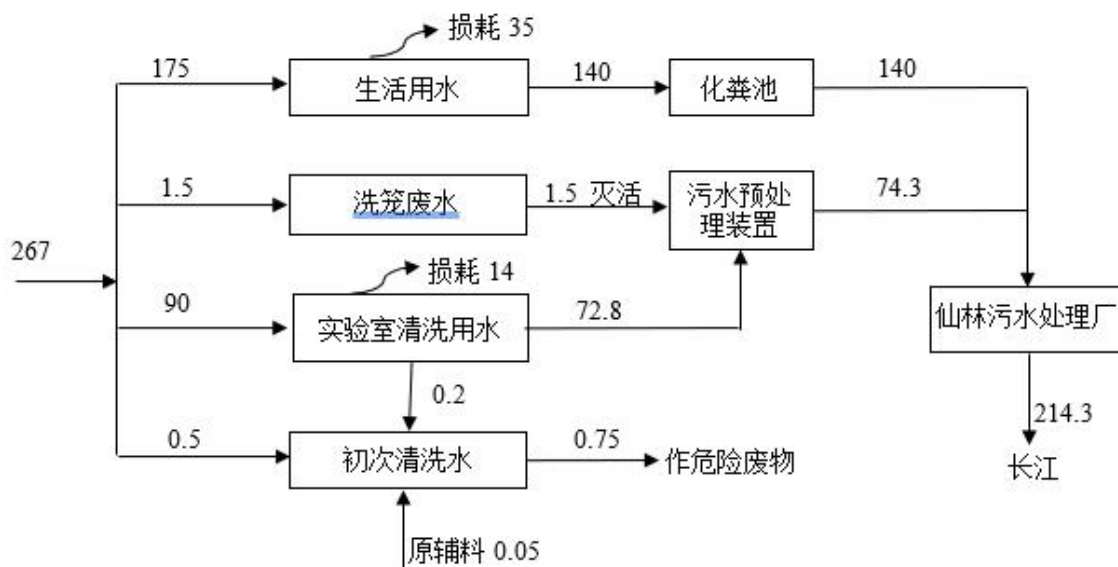 损耗 35
175
生活用水
140
化粪池
140
1.5
洗笼废水
1.5 灭活
污水预处
理装置
74.3
267
损耗 14
90
实验室清洗用水
72.8
仙林污水处理厂
0.2
214.3
0.5
初次清洗水
0.75
作危险废物
长江
原辅料 0.05